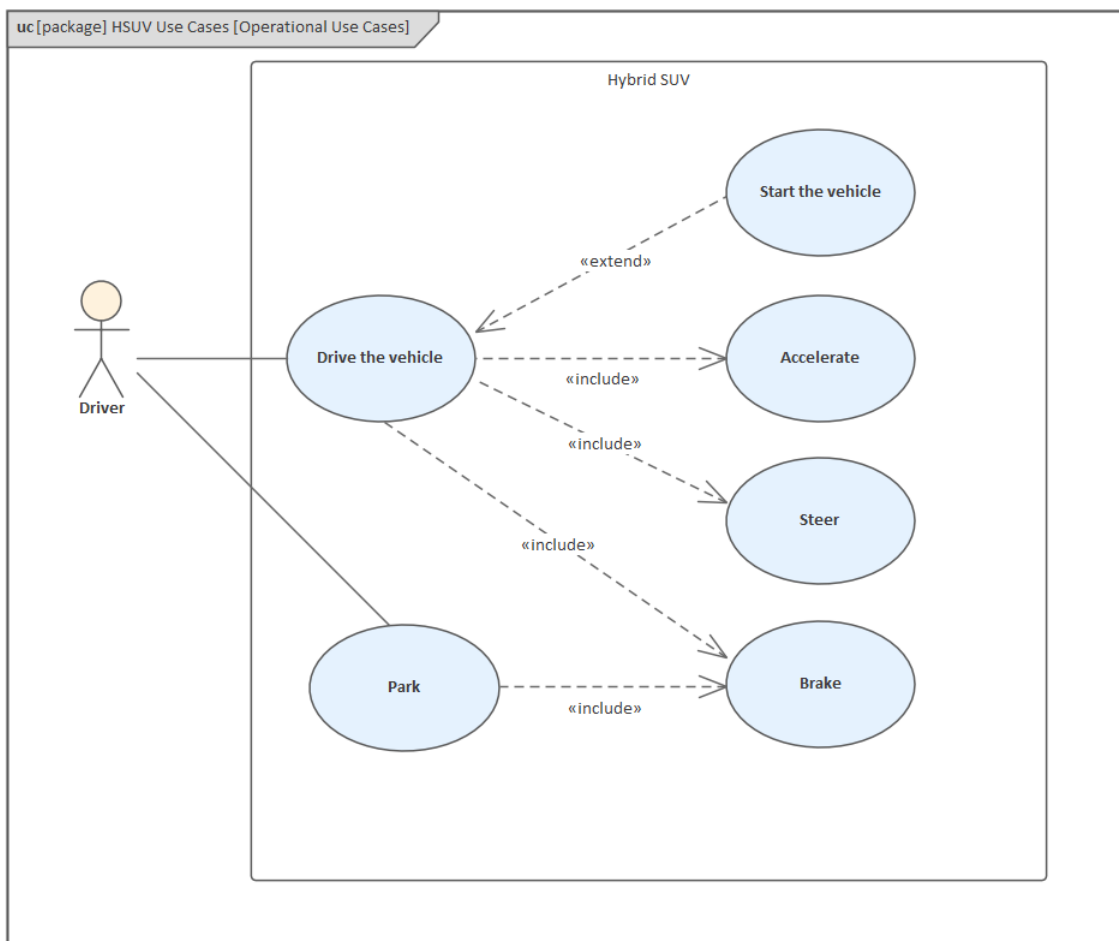 uc [package] HSUV Use Cases [Operational Use Cases]
Hybrid SUV
Start the vehicle
«extend»
Drive the vehicle
Accelerate
«include»
Driver
«include»
Steer
«include»
Park
Brake
«include»